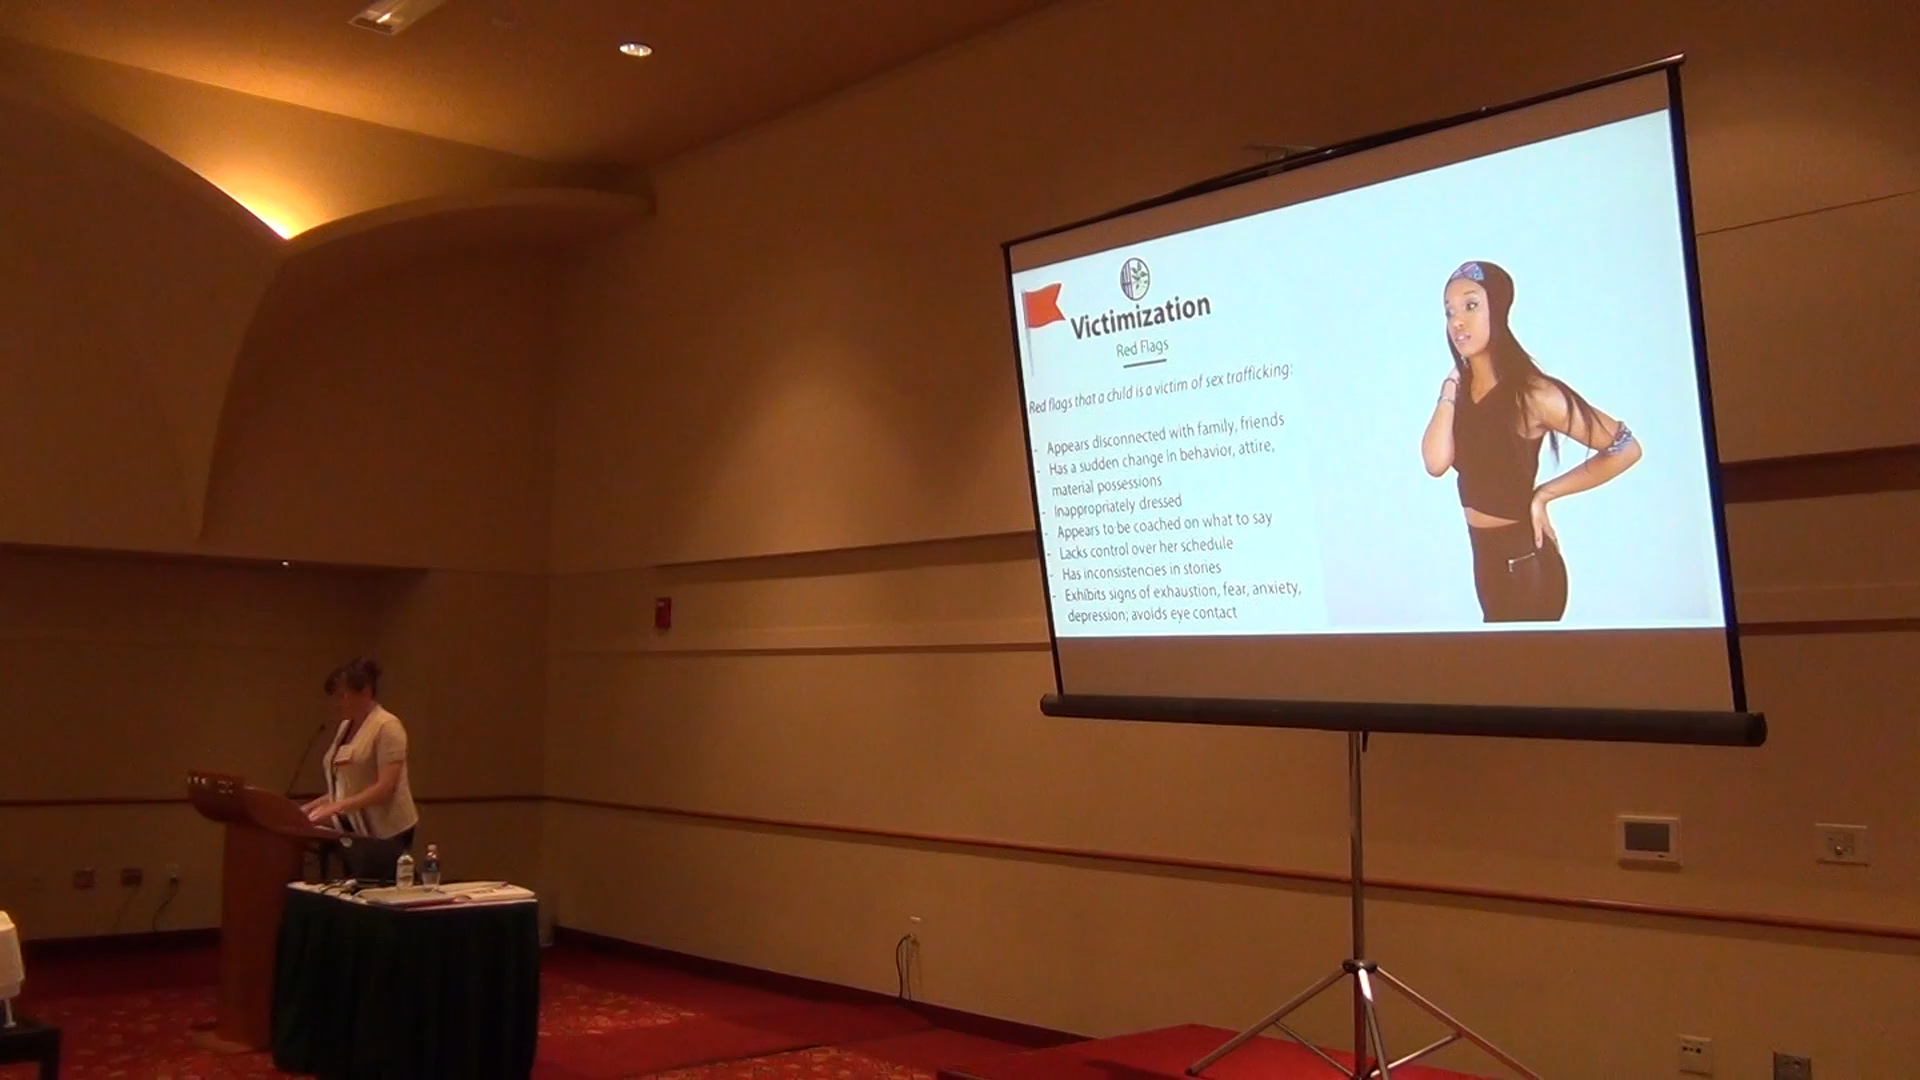 Victimization
Red Flags
Red flags that a child is a victim of sex trafficking:
- Appears disconnected with family, friends
- Has a sudden change in behavior, attire,
material possessions
- Inappropriately dressed
- Appears to be coached on what to say
- Lacks control over her schedule
- Has inconsistencies in stories
- Exhibits signs of exhaustion, fear, anxiety,
depression; avoids eye contact